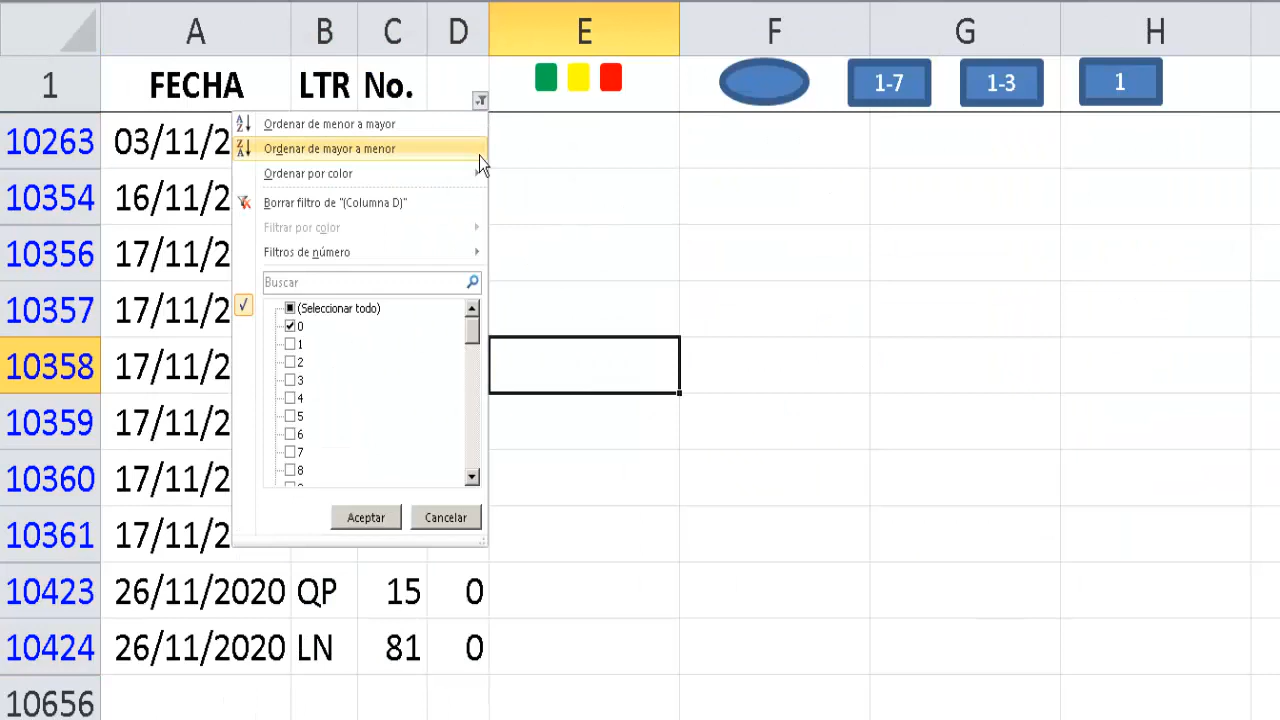 A B C D E F G H
1 FECHA LTR No. 1-7 1-3 1
10263 03/11/2
10354 16/11/2
10356 17/11/2
10357 17/11/2
10358 17/11/2
10359 17/11/2
10360 17/11/2
10361 17/11/2
10423 26/11/2020 QP 15 0
10424 26/11/2020 LN 81 0
10656
Ordenar de menor a mayor
Ordenar de mayor a menor
Ordenar por color
Borrar filtro de "(Columna D)"
Filtrar por color
Filtros de número
Buscar
(Seleccionar todo)
0
1
2
3
4
5
6
7
8
Aceptar Cancelar